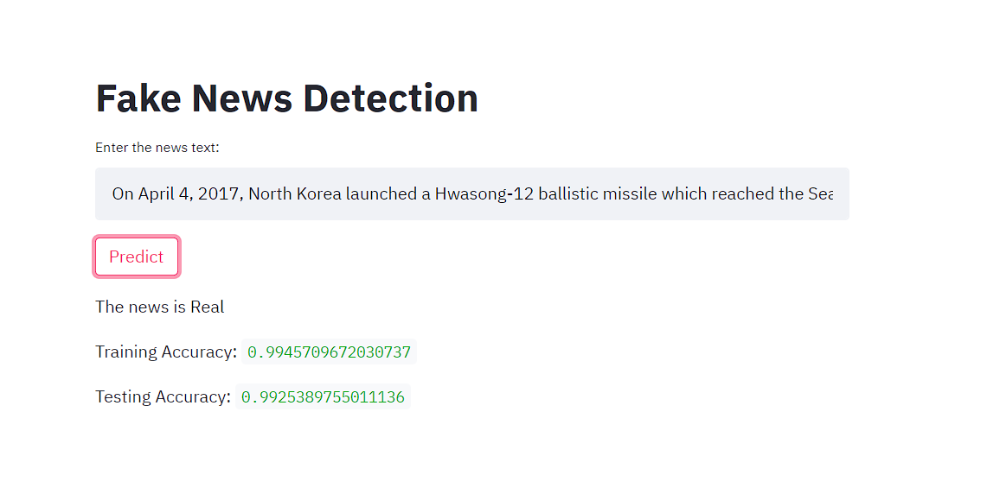 Fake News Detection
Enter the news text:
On April 4, 2017, North Korea launched a Hwasong-12 ballistic missile which reached the Sea
Predict
The news is Real
Training Accuracy: 0.9945709672030737
Testing Accuracy: 0.9925389755011136